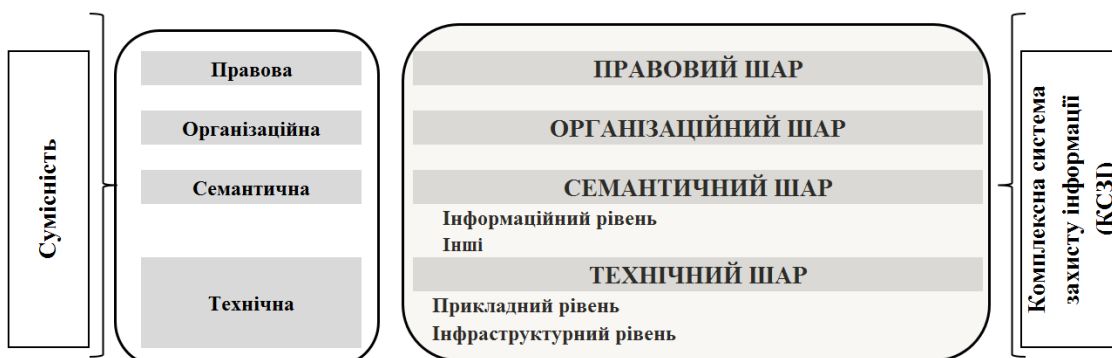 Сумісність
Правова
Організаційна
Семантична
Технічна
ПРАВОВИЙ ШАР
ОРГАНІЗАЦІЙНИЙ ШАР
СЕМАНТИЧНИЙ ШАР
Інформаційний рівень
Інші
ТЕХНІЧНИЙ ШАР
Прикладний рівень
Інфраструктурний рівень
Комплексна система
захисту інформації
(КСЗІ)